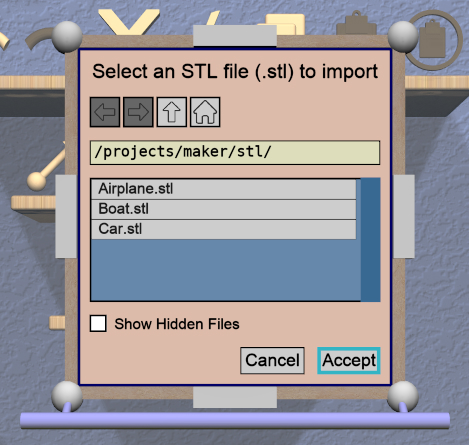 Select an STL file (.stl) to import
/projects/maker/stl/
Airplane.stl
Boat.stl
Car.stl
Show Hidden Files
Cancel Accept